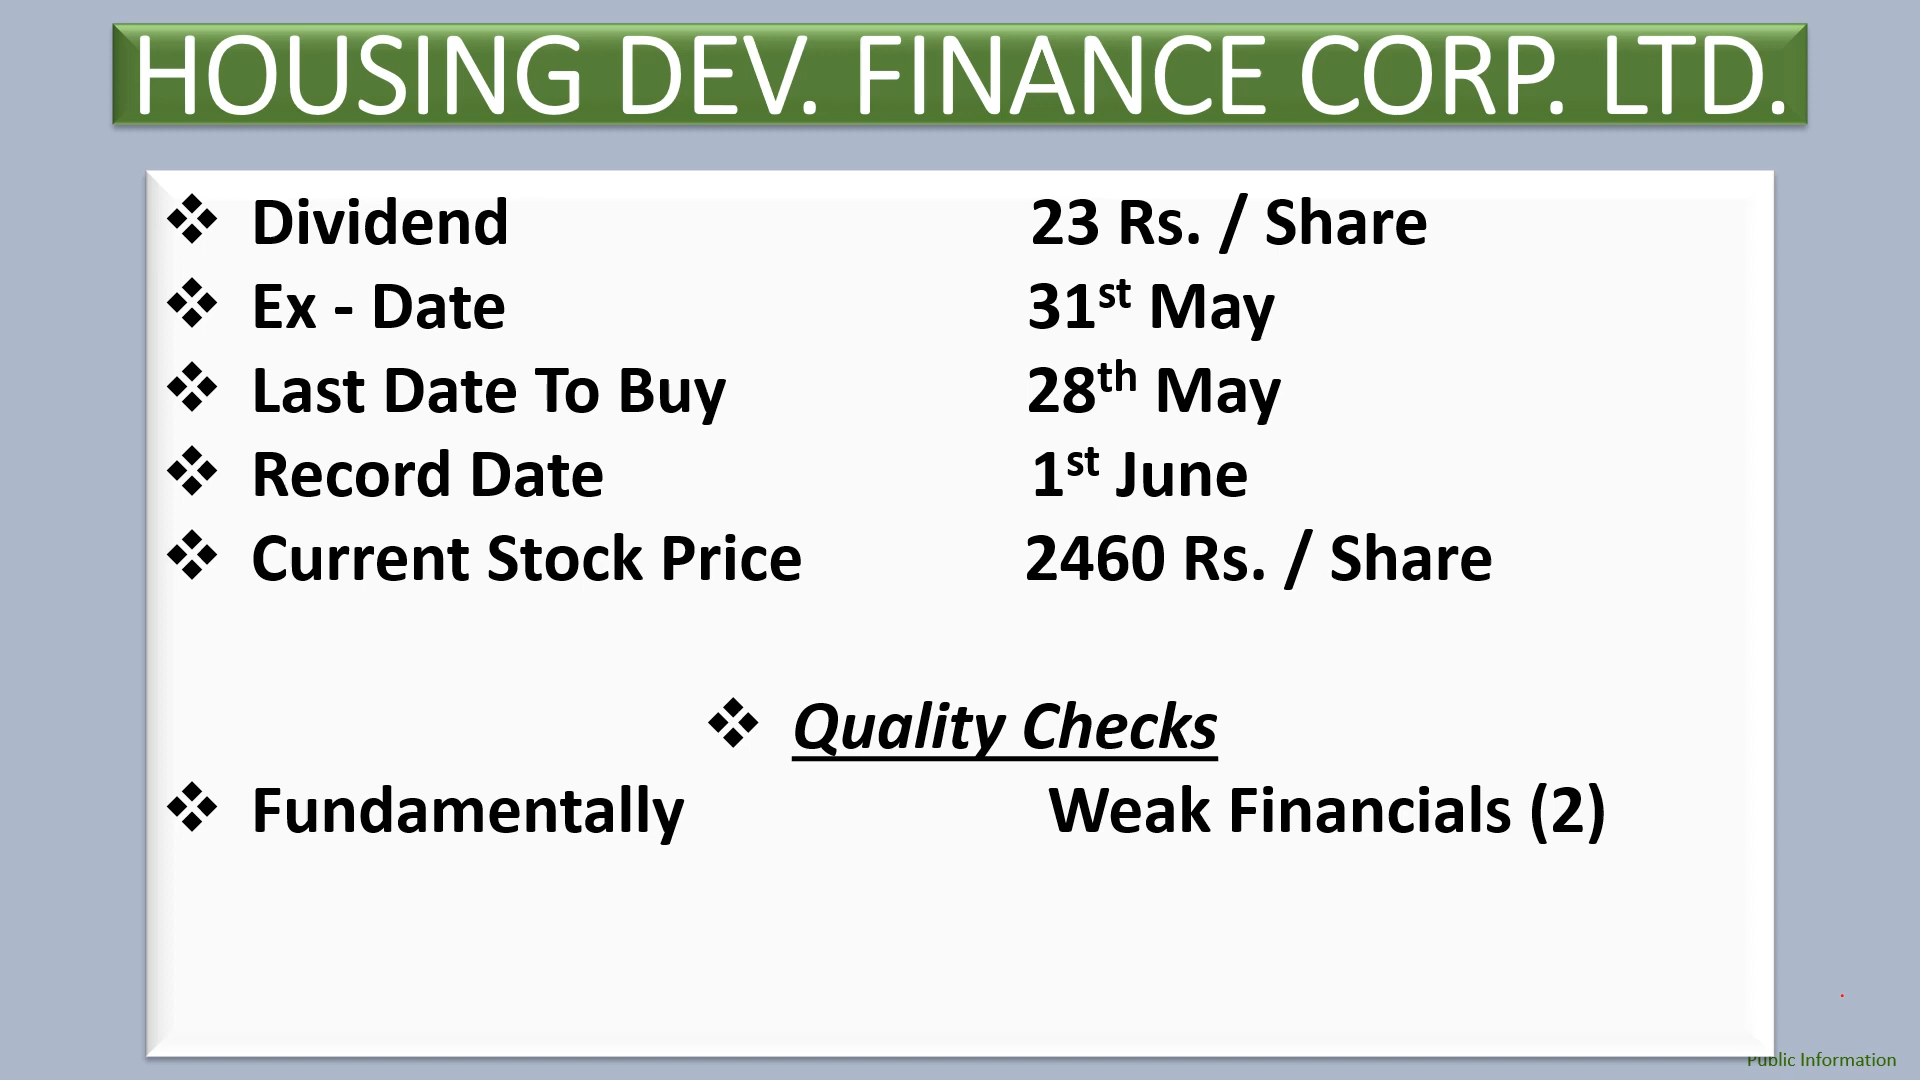 HOUSING DEV. FINANCE CORP. LTD.
❖ Dividend 23 Rs. / Share
❖ Ex - Date 31st May
❖ Last Date To Buy 28th May
❖ Record Date 1st June
❖ Current Stock Price 2460 Rs. / Share
❖ Quality Checks
❖ Fundamentally Weak Financials (2)
Public Information